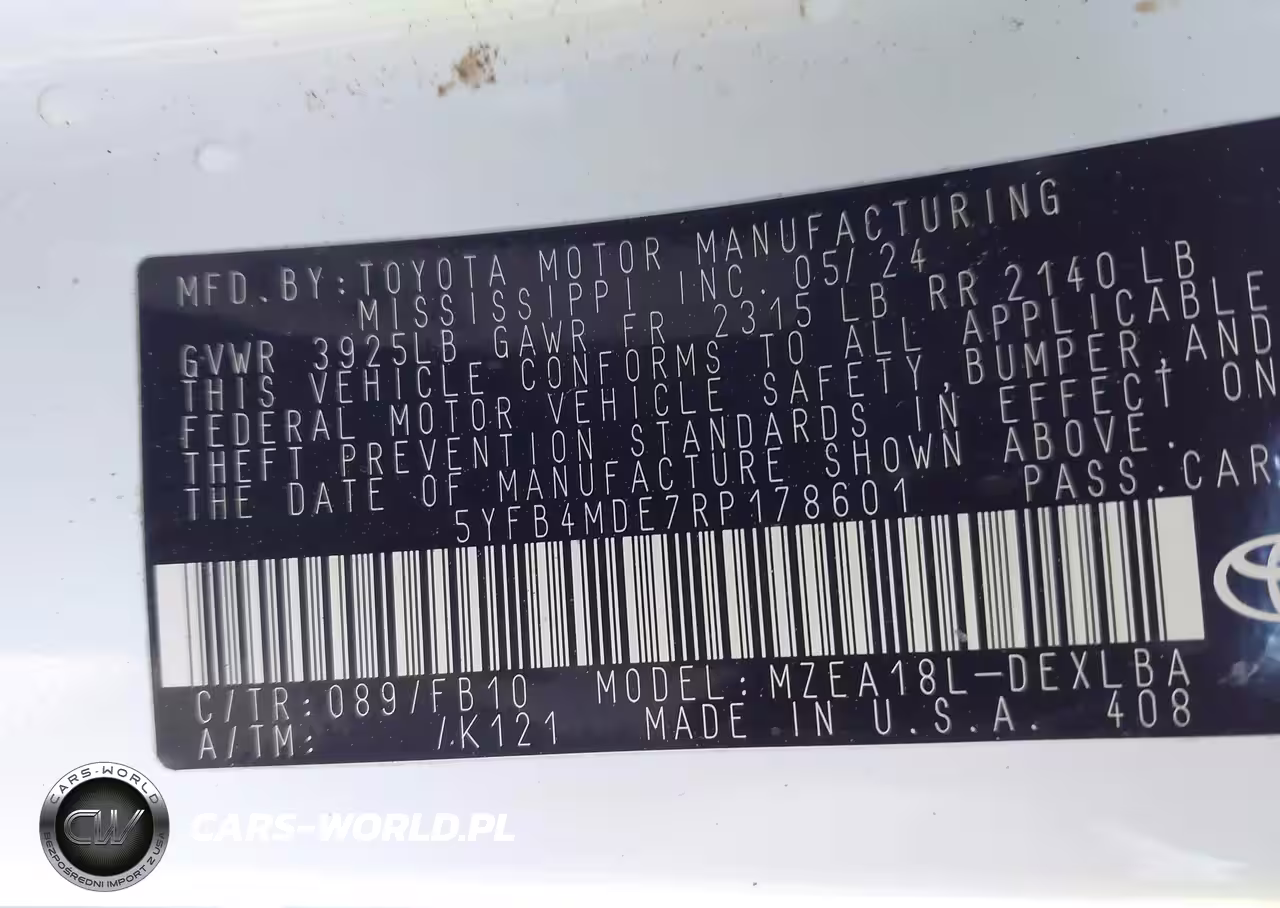 MFD.BY:TOYOTA MOTOR MANUFACTURING
MISSISSIPPI INC. 05/24
GVWR 3925LB GAWR FR 2315 LB RR 2140 LB
THIS VEHICLE CONFORMS TO ALL APPLICABLE
FEDERAL MOTOR VEHICLE SAFETY,BUMPER,AND
THEFT PREVENTION STANDARDS IN EFFECT ON
THE DATE OF MANUFACTURE SHOWN ABOVE.
5YFB4MDE7RP178601 PASS.CAR
C/TR:089/FB10 MODEL:MZEA18L-DEXLBA
A/TM: /K121 MADE IN U.S.A. 408
CARS-WORLD
CW
BEZPOŚREDNI IMPORT Z USA
CARS-WORLD.PL